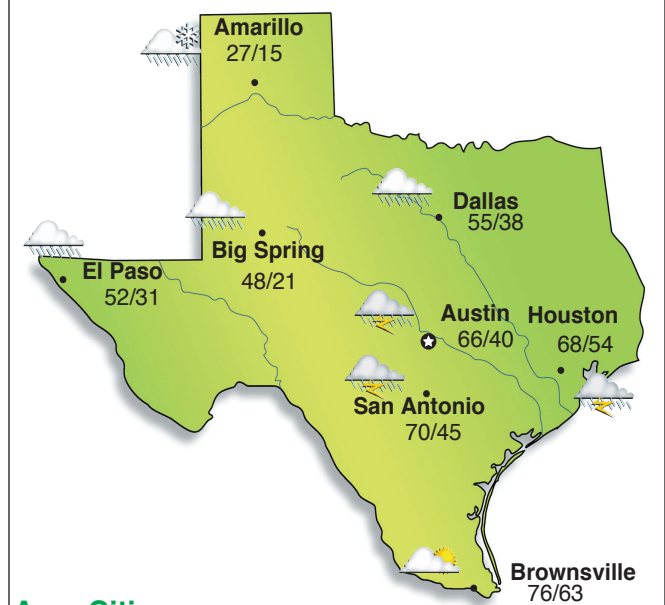 Amarillo
27/15
Dallas
55/38
Big Spring
48/21
El Paso
52/31
Austin
66/40
Houston
68/54
San Antonio
70/45
Brownsville
76/63